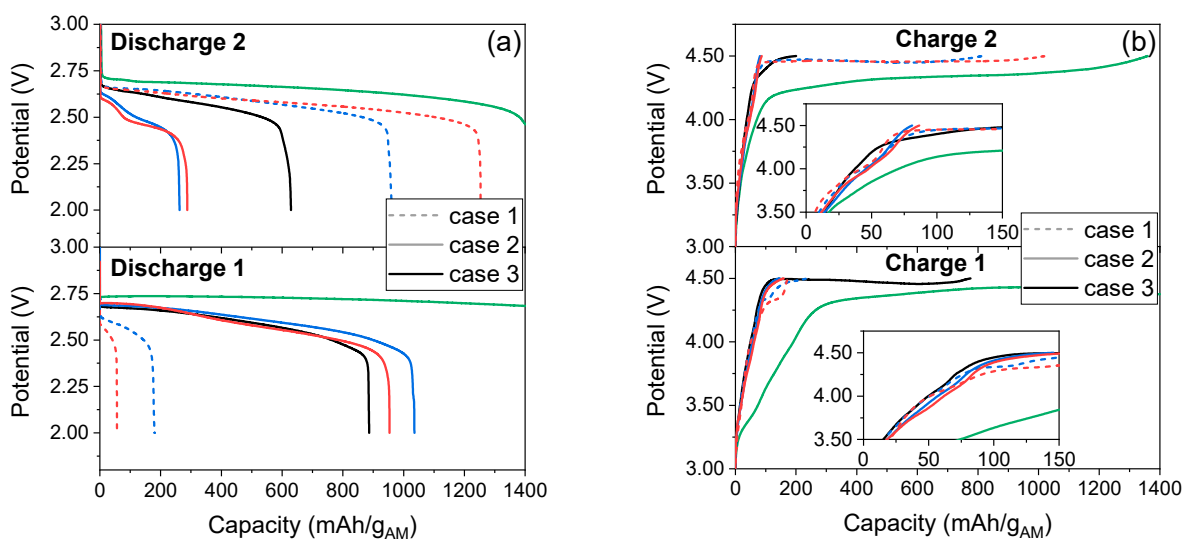 (a)
Discharge 2
3.00
2.75
2.50
2.25
2.00
Potential (V)
case 1
case 2
case 3
Discharge 1
3.00
2.75
2.50
2.25
2.00
Potential (V)
0 200 400 600 800 1000 1200 1400
Capacity (mAh/gAM)
(b)
Charge 2
4.50
4.00
3.50
3.00
Potential (V)
4.50
4.00
3.50
0 50 100 150
case 1
case 2
case 3
Charge 1
4.50
4.00
3.50
3.00
Potential (V)
4.50
4.00
3.50
0 50 100 150
0 200 400 600 800 1000 1200 1400
Capacity (mAh/gAM)